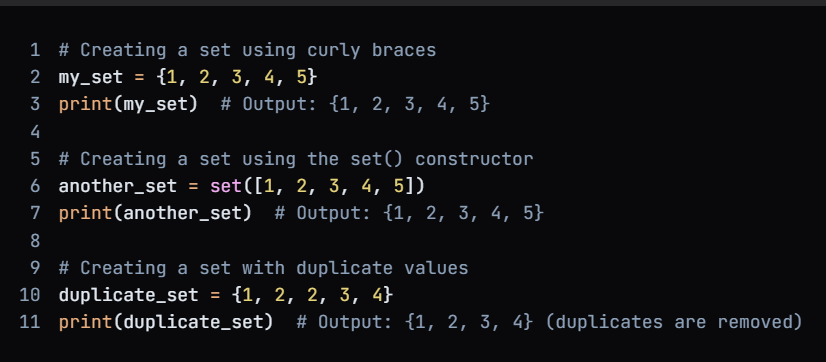 1 # Creating a set using curly braces
2 my_set = {1, 2, 3, 4, 5}
3 print(my_set)  # Output: {1, 2, 3, 4, 5}
4
5 # Creating a set using the set() constructor
6 another_set = set([1, 2, 3, 4, 5])
7 print(another_set)  # Output: {1, 2, 3, 4, 5}
8
9 # Creating a set with duplicate values
10 duplicate_set = {1, 2, 2, 3, 4}
11 print(duplicate_set)  # Output: {1, 2, 3, 4} (duplicates are removed)